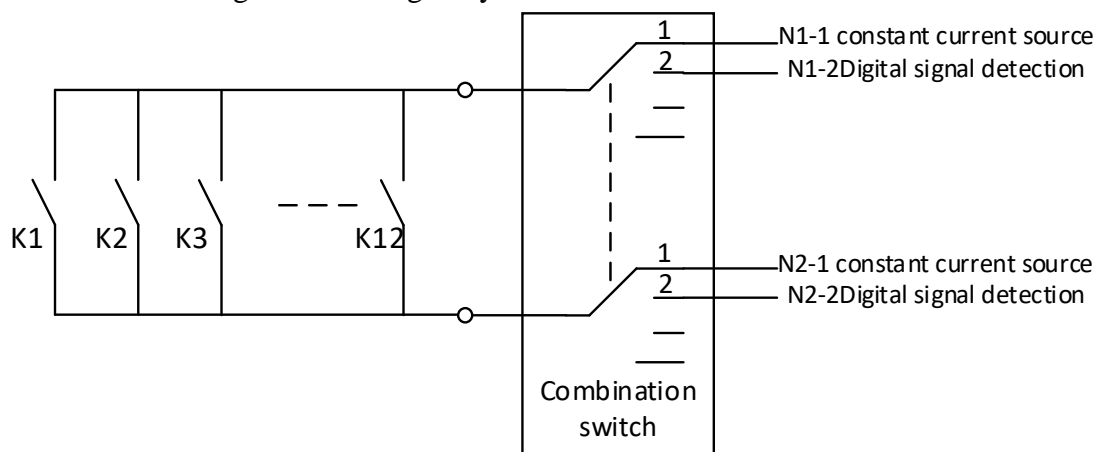 1
N1-1 constant current source
2
N1-2Digital signal detection
K1
K2
K3
K12
1
N2-1 constant current source
2
N2-2Digital signal detection
Combination
switch